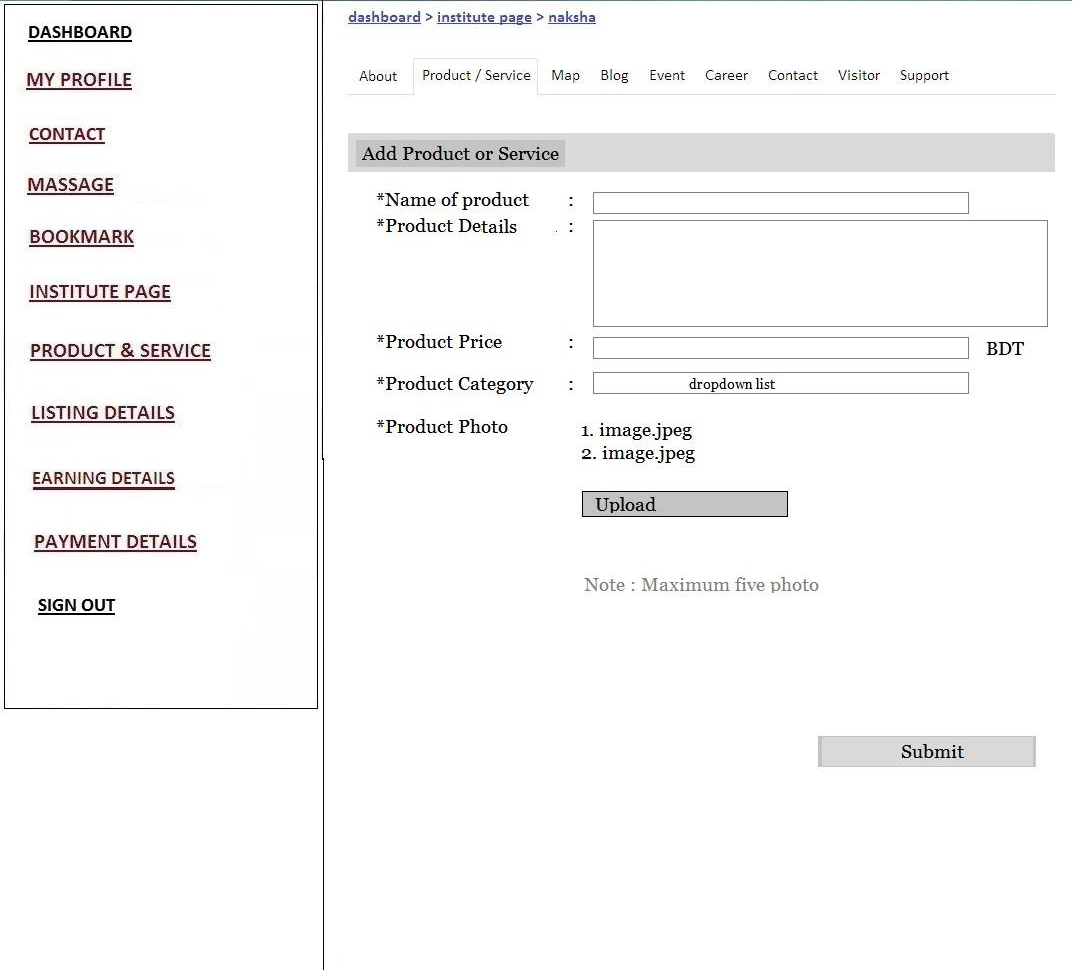 DASHBOARD
MY PROFILE
CONTACT
MASSAGE
BOOKMARK
INSTITUTE PAGE
PRODUCT & SERVICE
LISTING DETAILS
EARNING DETAILS
PAYMENT DETAILS
SIGN OUT
dashboard > institute page > naksha
About Product / Service Map Blog Event Career Contact Visitor Support
Add Product or Service
*Name of product :
*Product Details :
*Product Price : BDT
*Product Category : dropdown list
*Product Photo
1. image.jpeg
2. image.jpeg
Upload
Note : Maximum five photo
Submit